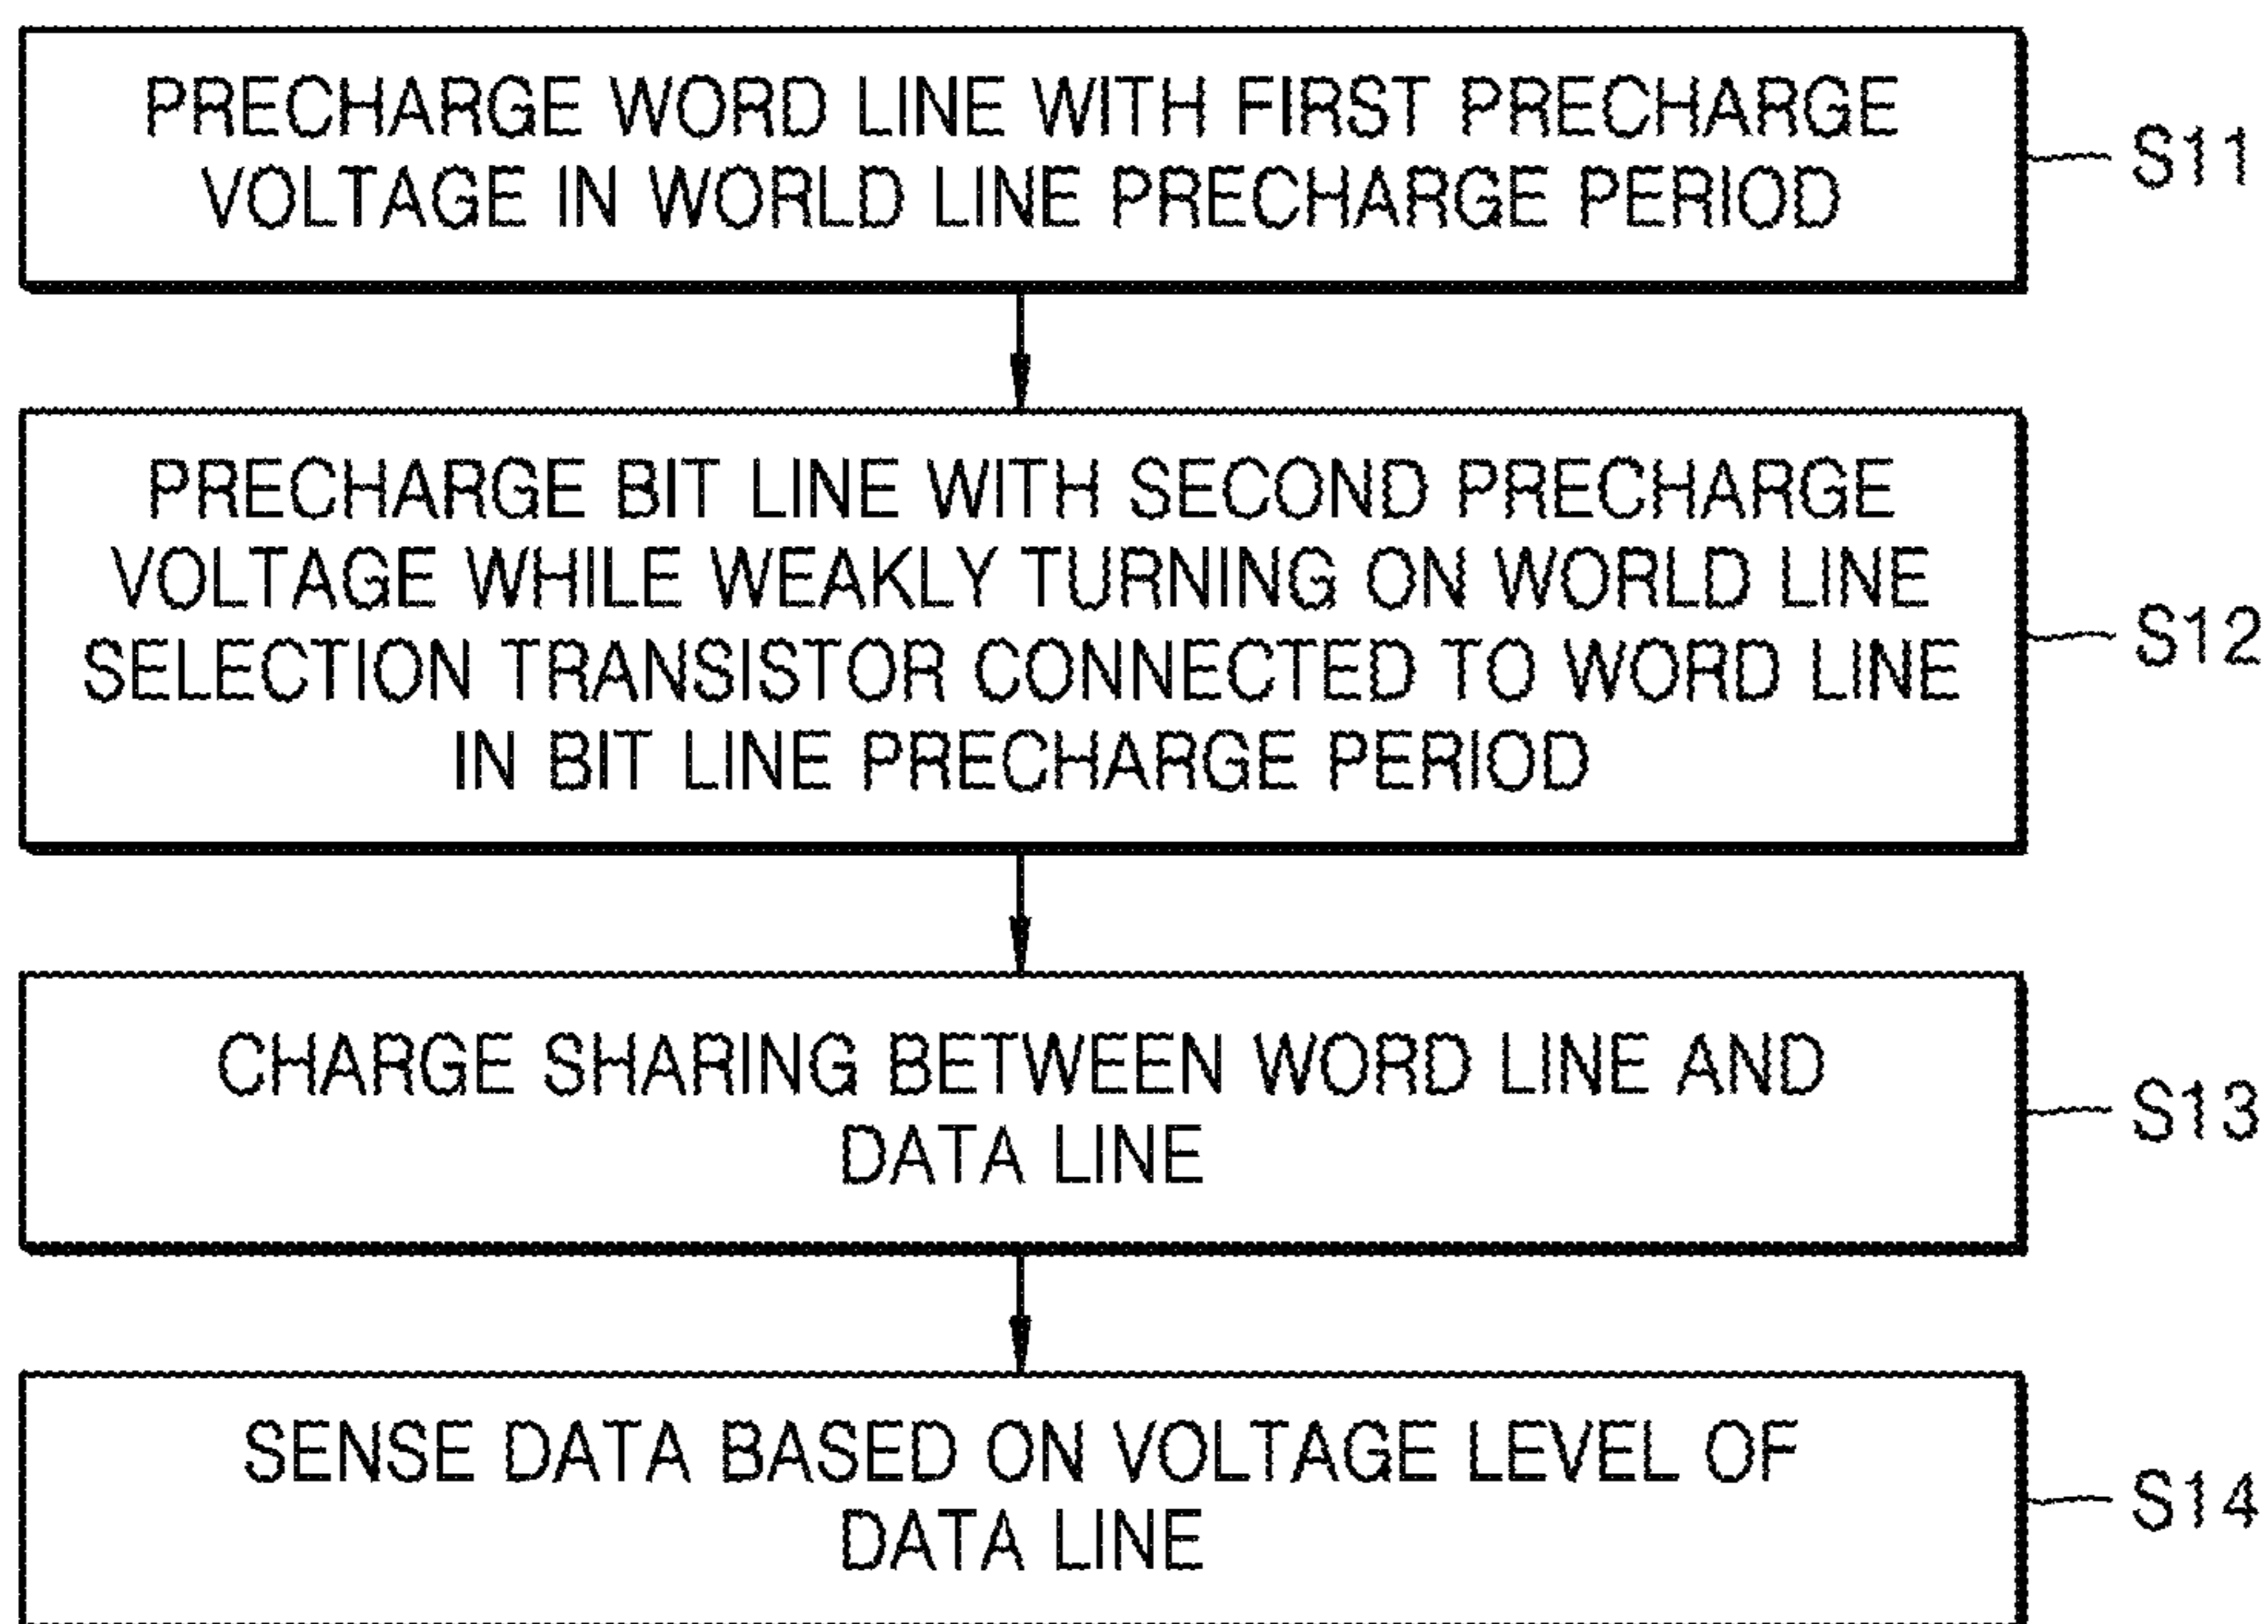 PRECHARGE WORD LINE WITH FIRST PRECHARGE
VOLTAGE IN WORLD LINE PRECHARGE PERIOD
S11
PRECHARGE BIT LINE WITH SECOND PRECHARGE
VOLTAGE WHILE WEAKLY TURNING ON WORLD LINE
SELECTION TRANSISTOR CONNECTED TO WORD LINE
IN BIT LINE PRECHARGE PERIOD
S12
CHARGE SHARING BETWEEN WORD LINE AND
DATA LINE
S13
SENSE DATA BASED ON VOLTAGE LEVEL OF
DATA LINE
S14